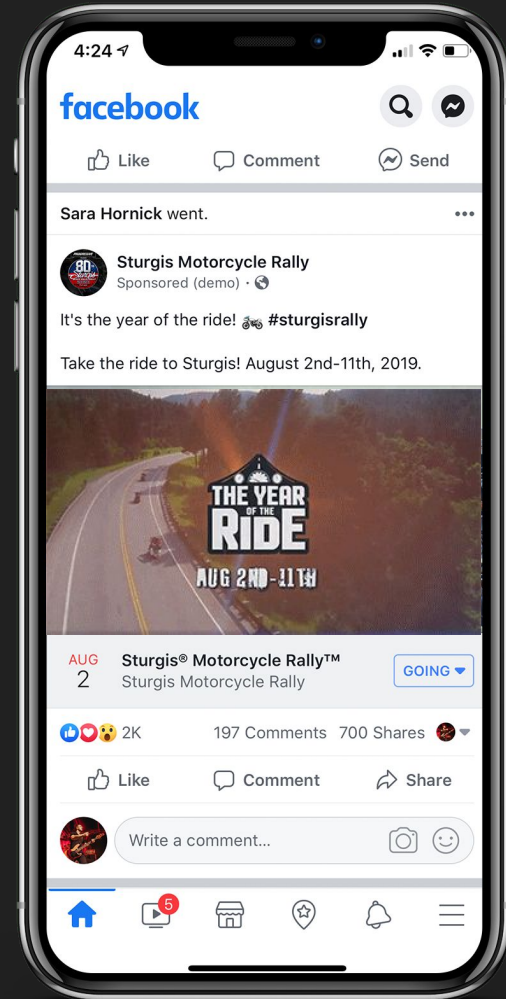 4:24
facebook
Like Comment Send
Sara Hornick went.
80
Sturgis
Sturgis Motorcycle Rally
Sponsored (demo) ·
It's the year of the ride! #sturgisrally
Take the ride to Sturgis! August 2nd-11th, 2019.
THE YEAR
OF THE
RIDE
AUG 2ND-11TH
AUG
2
Sturgis® Motorcycle Rally™
Sturgis Motorcycle Rally
GOING
2K 197 Comments 700 Shares
Like Comment Share
Write a comment...
5